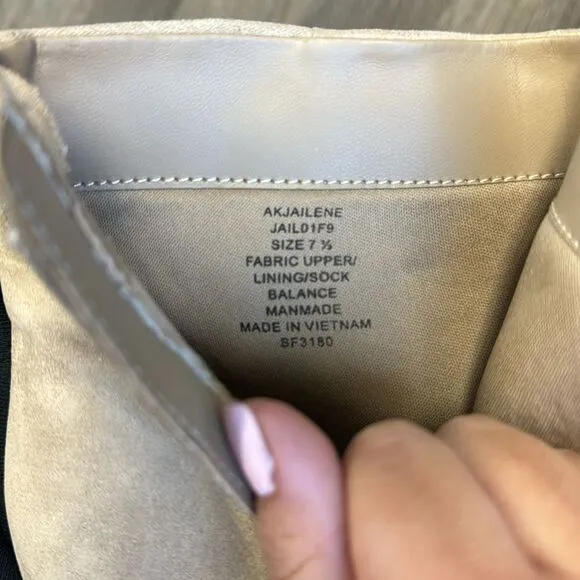 AKJAILENE
JAIL01F9
SIZE 7 ½
FABRIC UPPER/
LINING/SOCK
BALANCE
MANMADE
MADE IN VIETNAM
SF3180